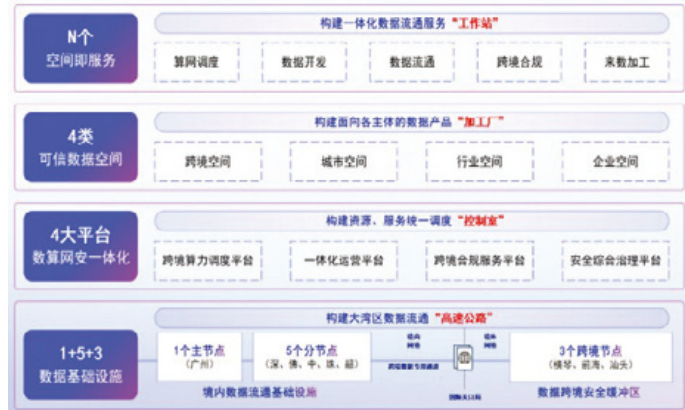 N个
空间即服务
构建一体化数据流通服务“工作站”
算网调度
数据开发
数据流通
跨境合规
来数加工
4类
可信数据空间
构建面向各主体的数据产品“加工厂”
跨境空间
城市空间
行业空间
企业空间
4大平台
数算网安一体化
构建资源、服务统一调度“控制室”
跨境算力调度平台
一体化运营平台
跨境合规服务平台
安全综合治理平台
1+5+3
数据基础设施
构建大湾区数据流通“高速公路”
1个主节点
(广州)
5个分节点
(深、佛、中、珠、韶)
3个跨境节点
(横琴、前海、汕头)
境内数据流通基础设施
数据跨境安全缓冲区